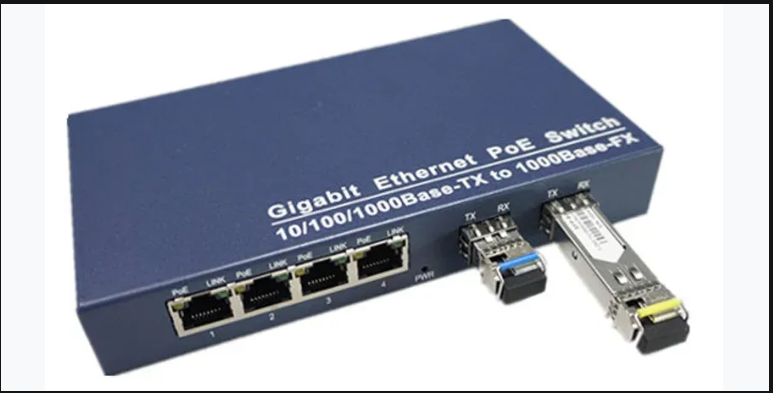 Gigabit Ethernet PoE Switch
10/100/1000Base-TX to 1000Base-FX
TX RX
TX RX
PoE LINK PoE LINK PoE LINK PoE LINK
1 2 3 4
PWR